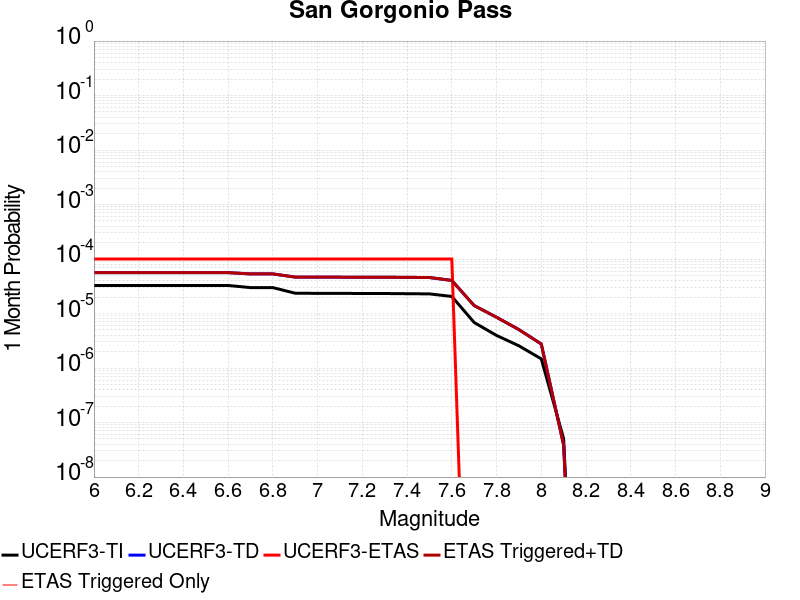 San Gorgonio Pass
10^0
10^-1
10^-2
10^-3
10^-4
10^-5
10^-6
10^-7
10^-8
1 Month Probability
6 6.2 6.4 6.6 6.8 7 7.2 7.4 7.6 7.8 8 8.2 8.4 8.6 8.8 9
Magnitude
UCERF3-TI UCERF3-TD UCERF3-ETAS ETAS Triggered+TD
ETAS Triggered Only